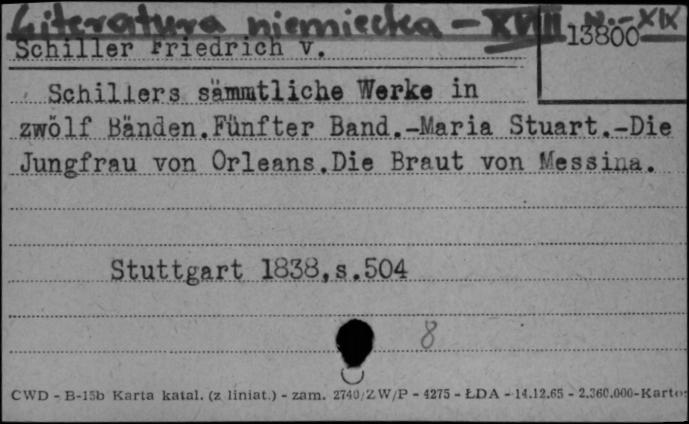 Literatura niemiecka - XVIII w. - XIX
13800
Schiller Friedrich v.
Schillers sämmtliche Werke in
zwölf Bänden.Fünfter Band.-Maria Stuart.-Die
Jungfrau von Orleans.Die Braut von Messina.
Stuttgart 1838,s.504
8
CWD - B-15b Karta katal. (z liniat.) - zam. 2740/ZW/P - 4275 - ŁDA - 14.12.65 - 2.360.000-Kartor